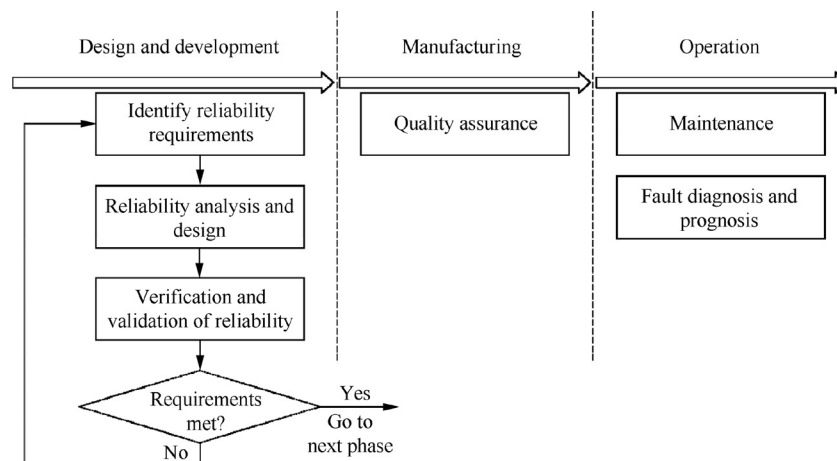 Design and development
Manufacturing
Operation
Identify reliability
requirements
Quality assurance
Maintenance
Reliability analysis and
design
Fault diagnosis and
prognosis
Verification and
validation of reliability
Requirements
met?
Yes
Go to
next phase
No